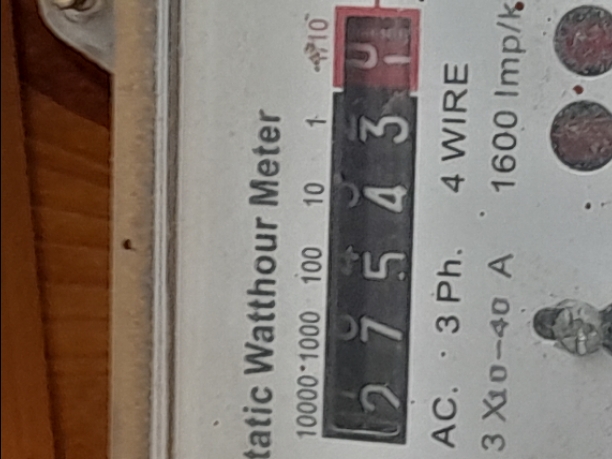 tatic Watthour Meter
10000 1000 100 10 1 1/10
2 7 5 4 3 1
AC. 3 Ph. 4 WIRE
3 X10-40 A 1600 Imp/k